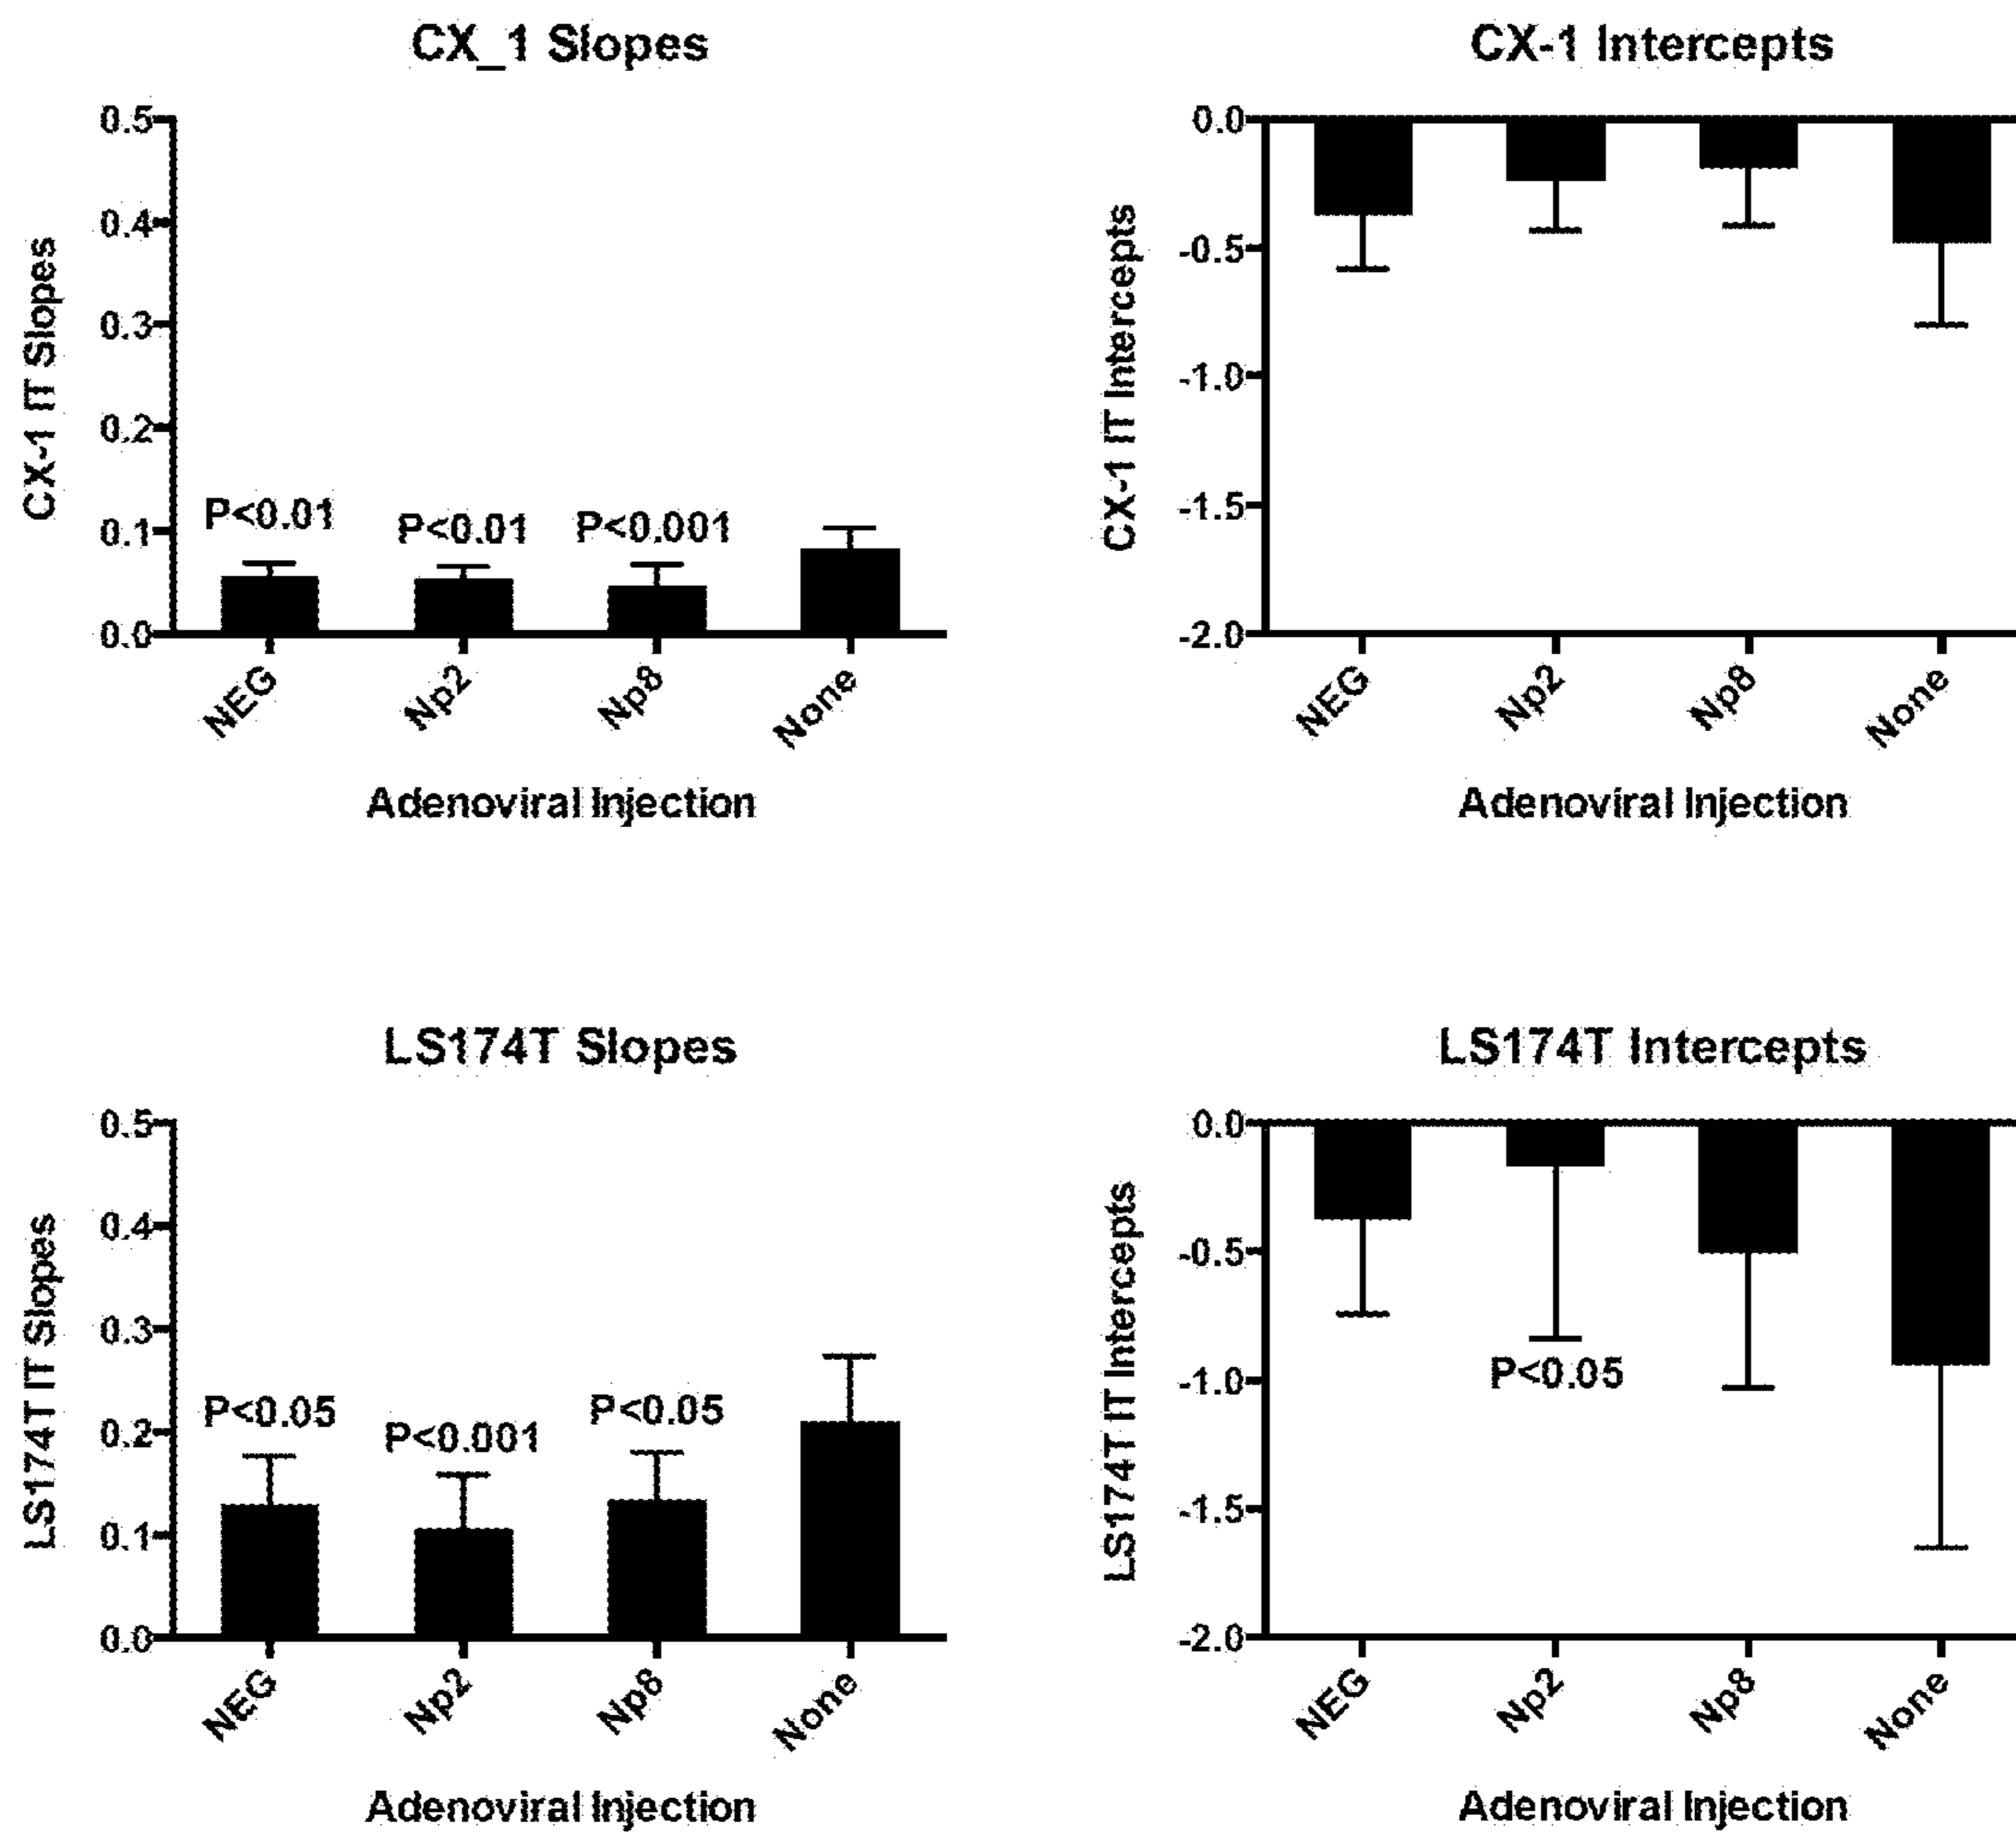 CX_1 Slopes
CX-1 IT Slopes
0.5
0.4
0.3
0.2
0.1
0.0
P<0.01
P<0.01
P<0.001
NEG
Np2
Np8
None
Adenoviral Injection
CX-1 Intercepts
CX-1 IT Intercepts
0.0
-0.5
-1.0
-1.5
-2.0
NEG
Np2
Np8
None
Adenoviral Injection
LS174T Slopes
LS174T IT Slopes
0.5
0.4
0.3
0.2
0.1
0.0
P<0.05
P<0.001
P<0.05
NEG
Np2
Np8
None
Adenoviral Injection
LS174T Intercepts
LS174T IT Intercepts
0.0
-0.5
-1.0
-1.5
-2.0
P<0.05
NEG
Np2
Np8
None
Adenoviral Injection